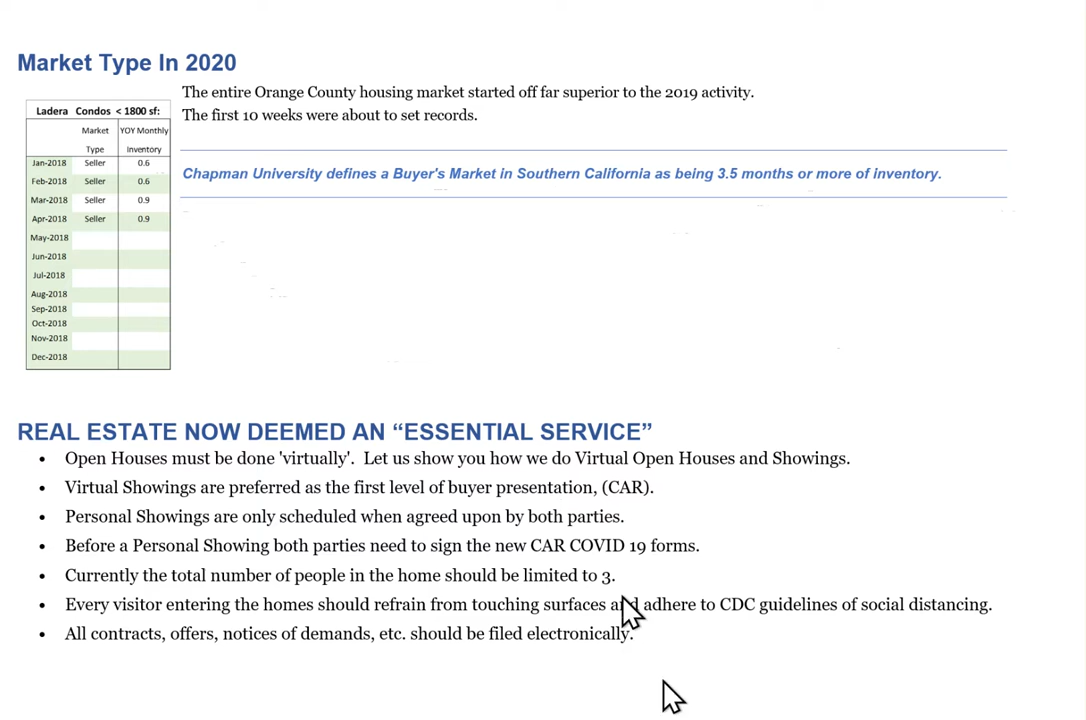 Market Type In 2020
The entire Orange County housing market started off far superior to the 2019 activity.
The first 10 weeks were about to set records.
Ladera Condos < 1800 sf:
Market Type YOY Monthly Inventory
Jan-2018 Seller 0.6
Feb-2018 Seller 0.6
Mar-2018 Seller 0.9
Apr-2018 Seller 0.9
May-2018
Jun-2018
Jul-2018
Aug-2018
Sep-2018
Oct-2018
Nov-2018
Dec-2018
Chapman University defines a Buyer's Market in Southern California as being 3.5 months or more of inventory.
REAL ESTATE NOW DEEMED AN “ESSENTIAL SERVICE”
• Open Houses must be done 'virtually'. Let us show you how we do Virtual Open Houses and Showings.
• Virtual Showings are preferred as the first level of buyer presentation, (CAR).
• Personal Showings are only scheduled when agreed upon by both parties.
• Before a Personal Showing both parties need to sign the new CAR COVID 19 forms.
• Currently the total number of people in the home should be limited to 3.
• Every visitor entering the homes should refrain from touching surfaces and adhere to CDC guidelines of social distancing.
• All contracts, offers, notices of demands, etc. should be filed electronically.